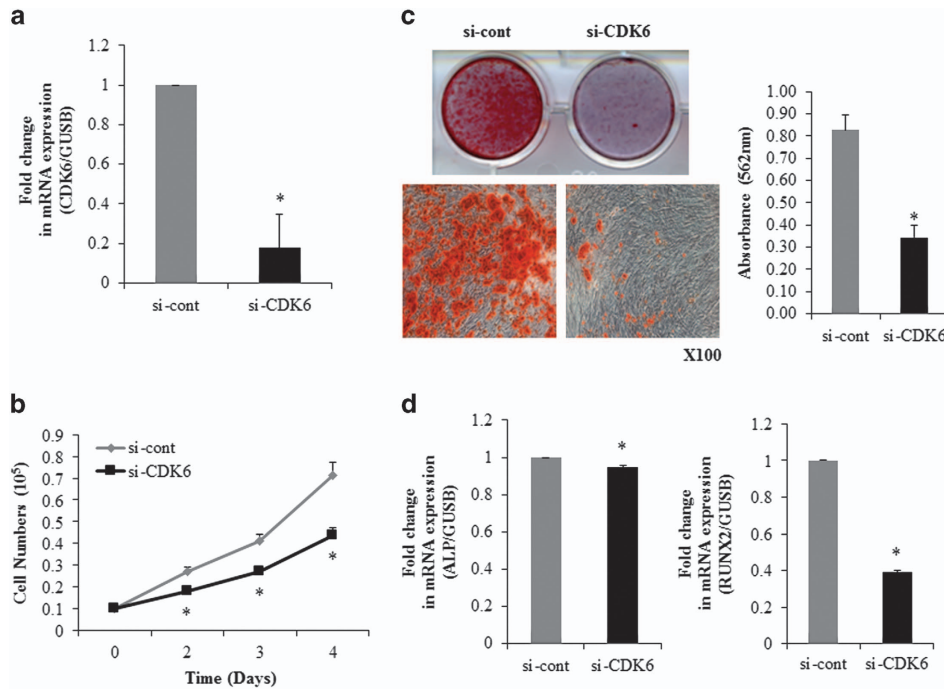 a
Fold change
in mRNA expression
(CDK6/GUSB)
1.2
1
0.8
0.6
0.4
0.2
0
*
si-cont
si-CDK6
c
si-cont
si-CDK6
X100
Absorbance (562nm)
1.00
0.90
0.80
0.70
0.60
0.50
0.40
0.30
0.20
0.10
0.00
*
si-cont
si-CDK6
b
Cell Numbers (10⁵)
0.9
0.8
0.7
0.6
0.5
0.4
0.3
0.2
0.1
0
si-cont
si-CDK6
*
*
*
0
2
3
4
Time (Days)
d
Fold change
in mRNA expression
(ALP/GUSB)
1.2
1
0.8
0.6
0.4
0.2
0
*
si-cont
si-CDK6
Fold change
in mRNA expression
(RUNX2/GUSB)
1.2
1
0.8
0.6
0.4
0.2
0
*
si-cont
si-CDK6